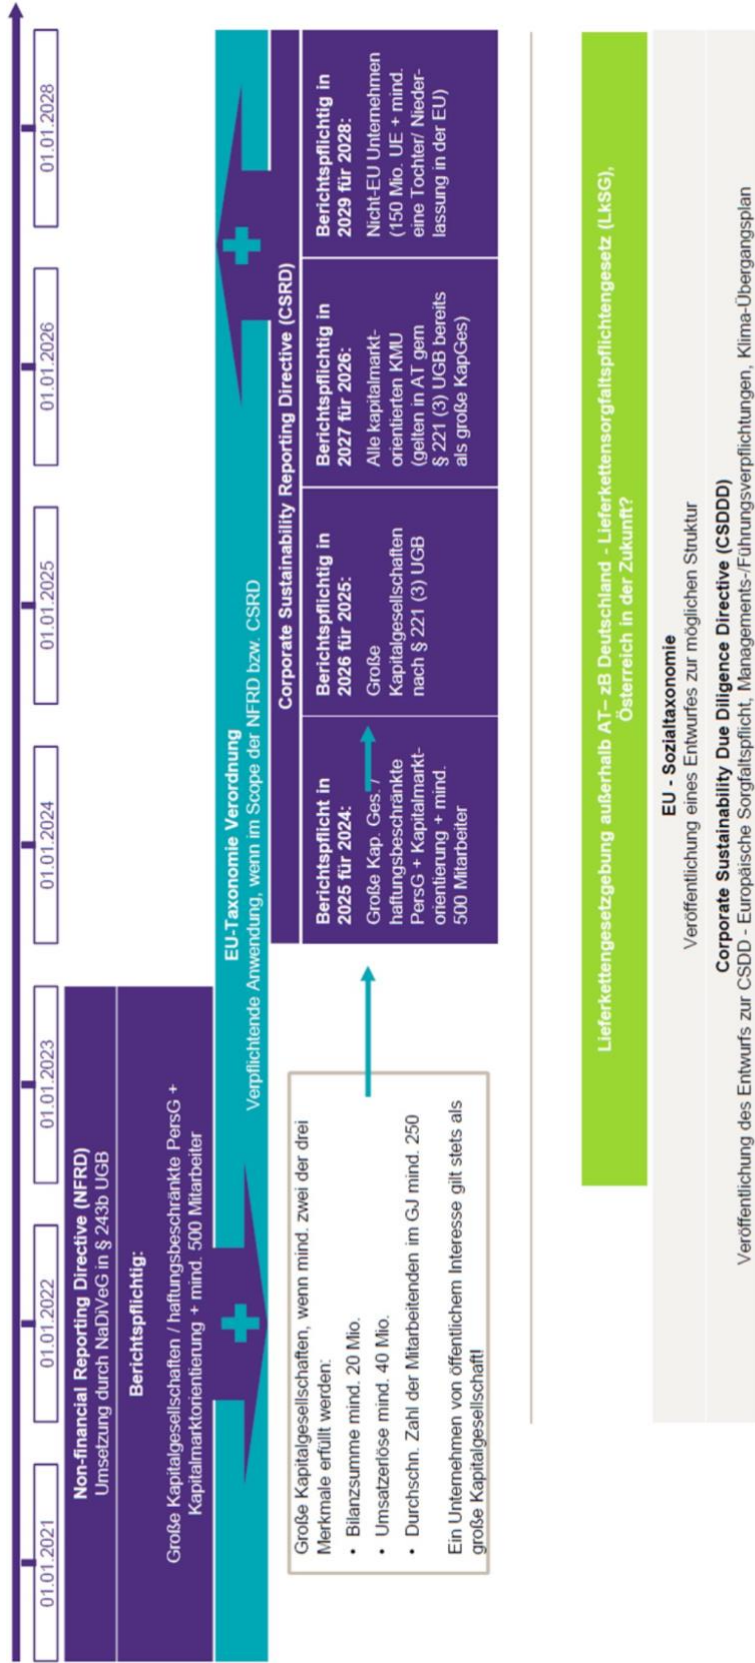 01.01.2021
01.01.2022
01.01.2023
01.01.2024
01.01.2025
01.01.2026
01.01.2028
Non-financial Reporting Directive (NFRD)
Umsetzung durch NaDiVeG in § 243b UGB
Berichtspflichtig:
Große Kapitalgesellschaften / haftungsbeschränkte PersG +
Kapitalmarktorientierung + mind. 500 Mitarbeiter
EU-Taxonomie Verordnung
Verpflichtende Anwendung, wenn im Scope der NFRD bzw. CSRD
Corporate Sustainability Reporting Directive (CSRD)
Berichtspflicht in
2025 für 2024:
Große Kap. Ges. /
haftungsbeschränkte
PersG + Kapitalmarkt-
orientierung + mind.
500 Mitarbeiter
Berichtspflichtig in
2026 für 2025:
Große
Kapitalgesellschaften
nach § 221 (3) UGB
Berichtspflichtig in
2027 für 2026:
Alle kapitalmarkt-
orientierten KMU
(gelten in AT gem
§ 221 (3) UGB bereits
als große KapGes)
Berichtspflichtig in
2029 für 2028:
Nicht-EU Unternehmen
(150 Mio. UE + mind.
eine Tochter/ Nieder-
lassung in der EU)
Große Kapitalgesellschaften, wenn mind. zwei der drei
Merkmale erfüllt werden:
• Bilanzsumme mind. 20 Mio.
• Umsatzerlöse mind. 40 Mio.
• Durchschn. Zahl der Mitarbeitenden im GJ mind. 250
Ein Unternehmen von öffentlichem Interesse gilt stets als
große Kapitalgesellschaft!
Lieferkettengesetzgebung außerhalb AT– zB Deutschland - Lieferkettensorgfaltspflichtengesetz (LkSG),
Österreich in der Zukunft?
EU - Sozialtaxonomie
Veröffentlichung eines Entwurfes zur möglichen Struktur
Corporate Sustainability Due Diligence Directive (CSDDD)
Veröffentlichung des Entwurfs zur CSDD - Europäische Sorgfaltspflicht, Managements-/Führungsverpflichtungen, Klima-Übergangsplan